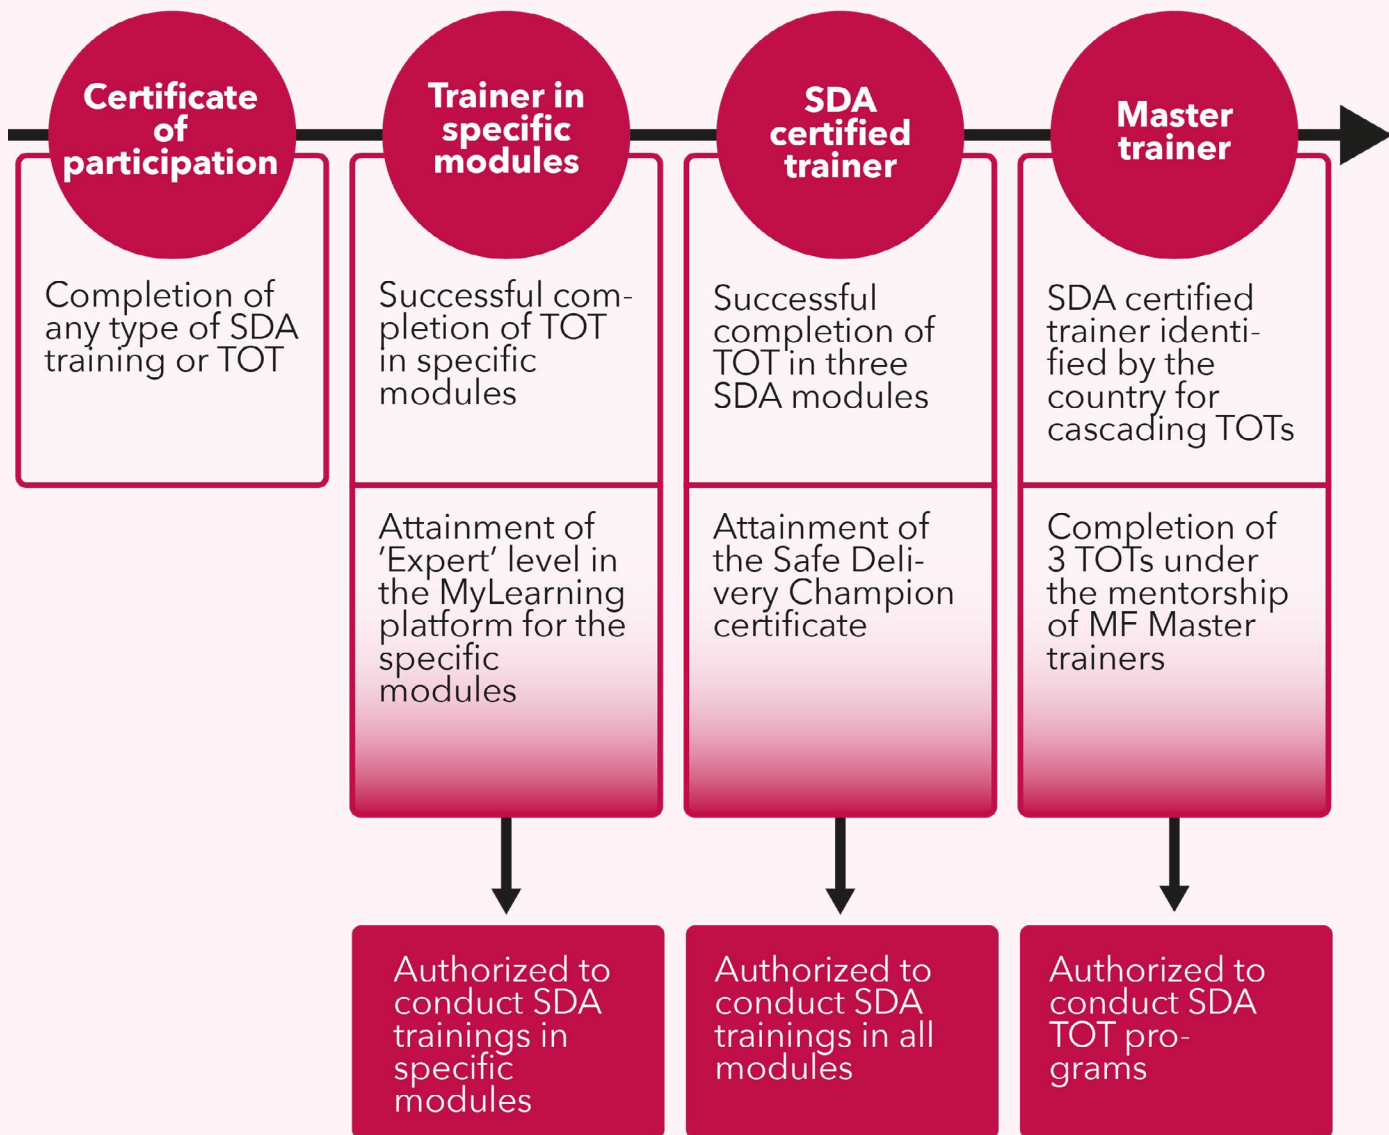 Certificate
of
participation
Completion of
any type of SDA
training or TOT
Trainer in
specific
modules
Successful com-
pletion of TOT
in specific
modules
Attainment of
'Expert' level in
the MyLearning
platform for the
specific
modules
Authorized to
conduct SDA
trainings in
specific
modules
SDA
certified
trainer
Successful
completion of
TOT in three
SDA modules
Attainment of
the Safe Deli-
very Champion
certificate
Authorized to
conduct SDA
trainings in all
modules
Master
trainer
SDA certified
trainer identi-
fied by the
country for
cascading TOTs
Completion of
3 TOTs under
the mentorship
of MF Master
trainers
Authorized to
conduct SDA
TOT pro-
grams